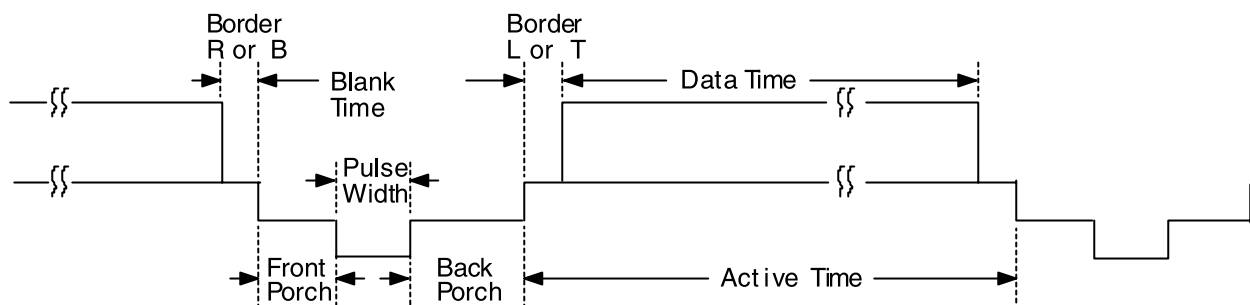 Border
R or B
Border
L or T
Blank
Time
Data Time
Pulse
Width
Front
Porch
Back
Porch
Active Time